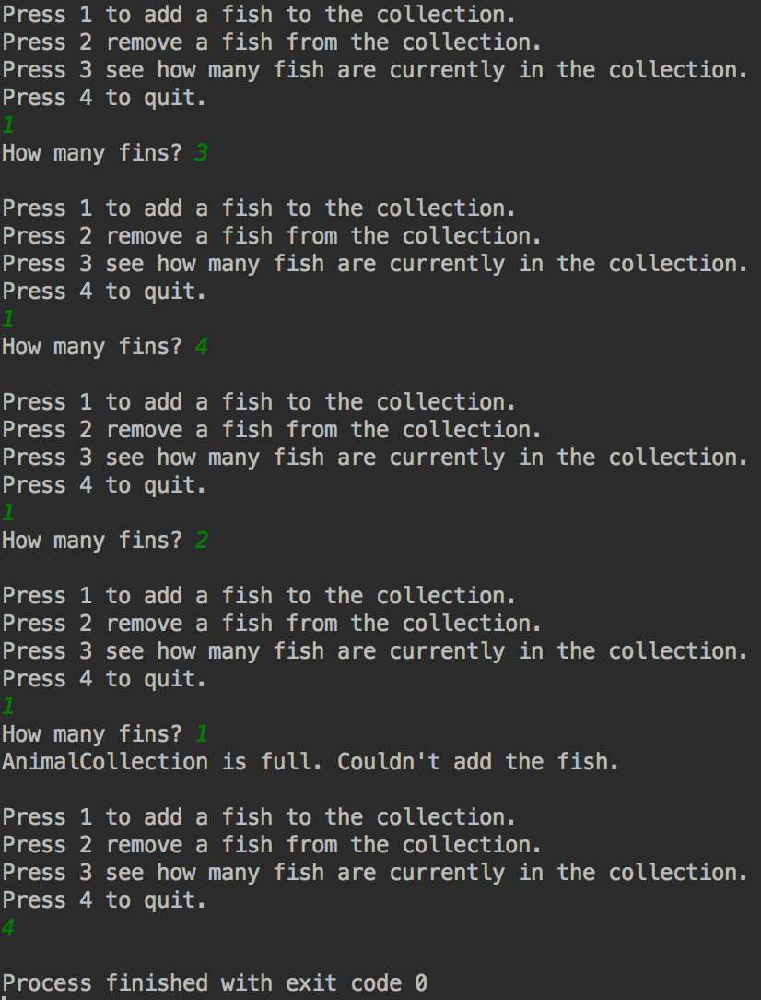 Press 1 to add a fish to the collection.
Press 2 remove a fish from the collection.
Press 3 see how many fish are currently in the collection.
Press 4 to quit.
1
How many fins? 3
Press 1 to add a fish to the collection.
Press 2 remove a fish from the collection.
Press 3 see how many fish are currently in the collection.
Press 4 to quit.
1
How many fins? 4
Press 1 to add a fish to the collection.
Press 2 remove a fish from the collection.
Press 3 see how many fish are currently in the collection.
Press 4 to quit.
1
How many fins? 2
Press 1 to add a fish to the collection.
Press 2 remove a fish from the collection.
Press 3 see how many fish are currently in the collection.
Press 4 to quit.
1
How many fins? 1
AnimalCollection is full. Couldn't add the fish.
Press 1 to add a fish to the collection.
Press 2 remove a fish from the collection.
Press 3 see how many fish are currently in the collection.
Press 4 to quit.
4
Process finished with exit code 0